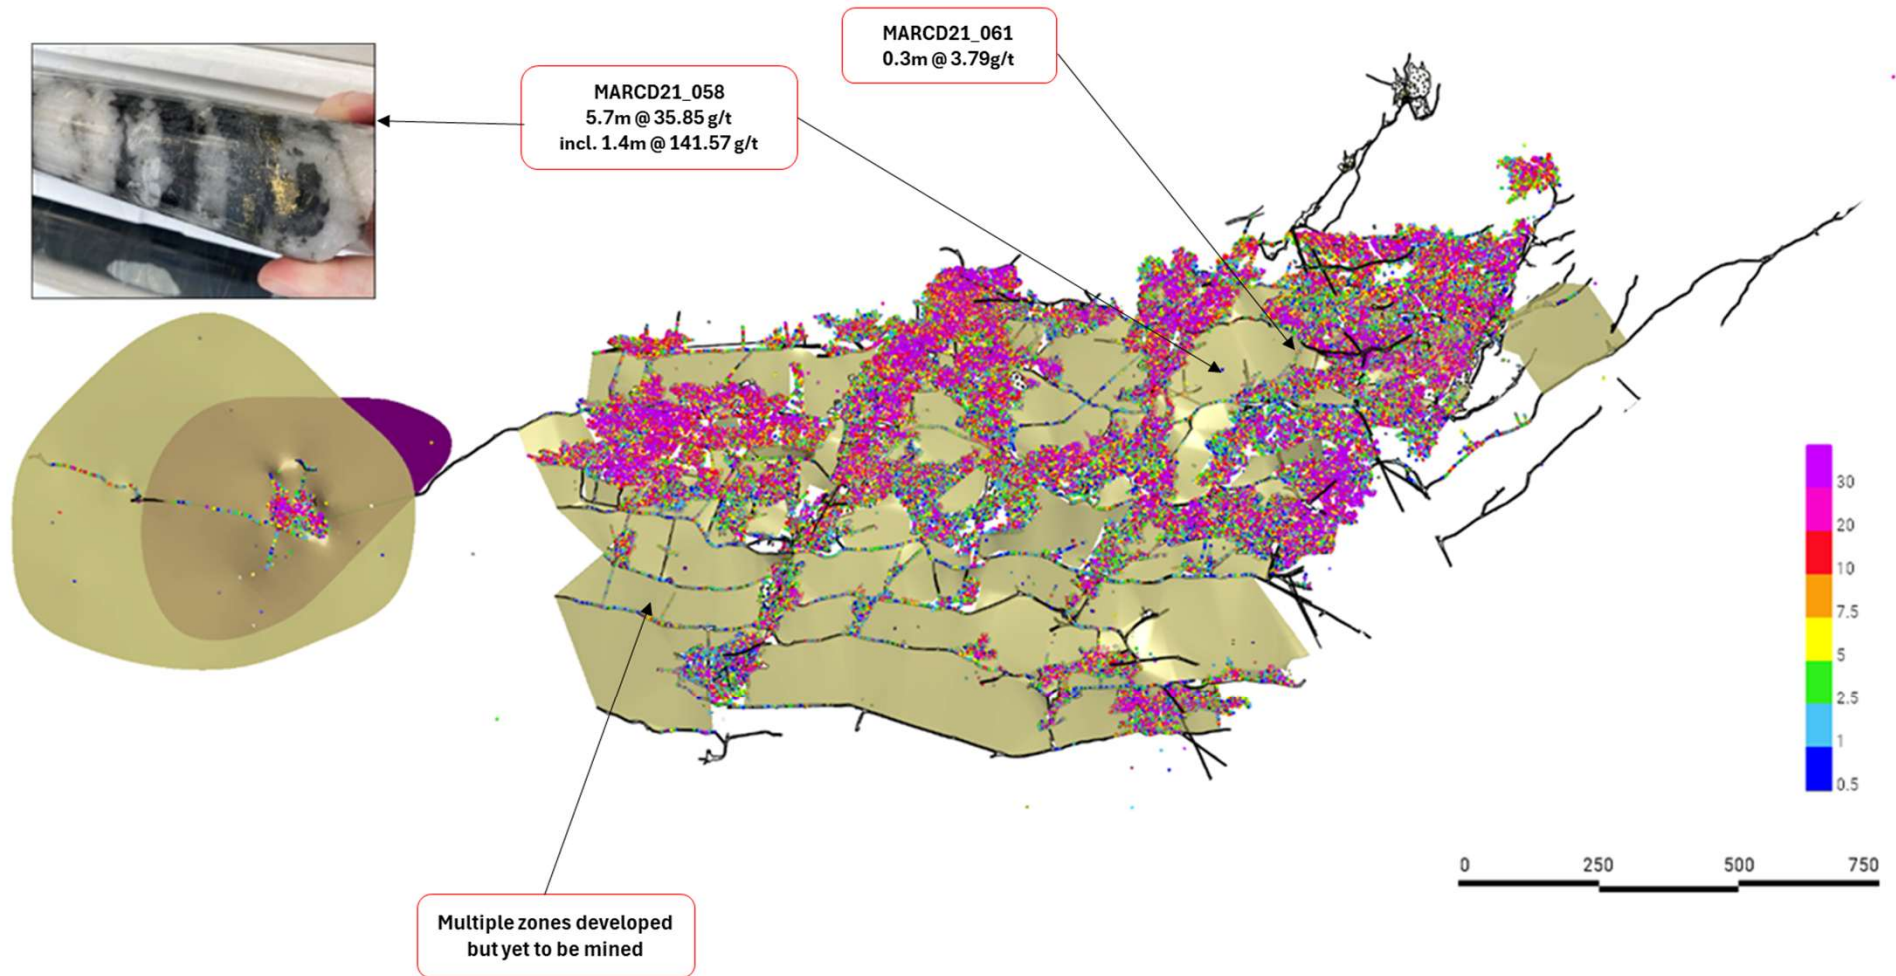 MARCD21_061
0.3m @ 3.79g/t
MARCD21_058
5.7m @ 35.85 g/t
incl. 1.4m @ 141.57 g/t
30
20
10
7.5
5
2.5
1
0.5
0 250 500 750
Multiple zones developed
but yet to be mined